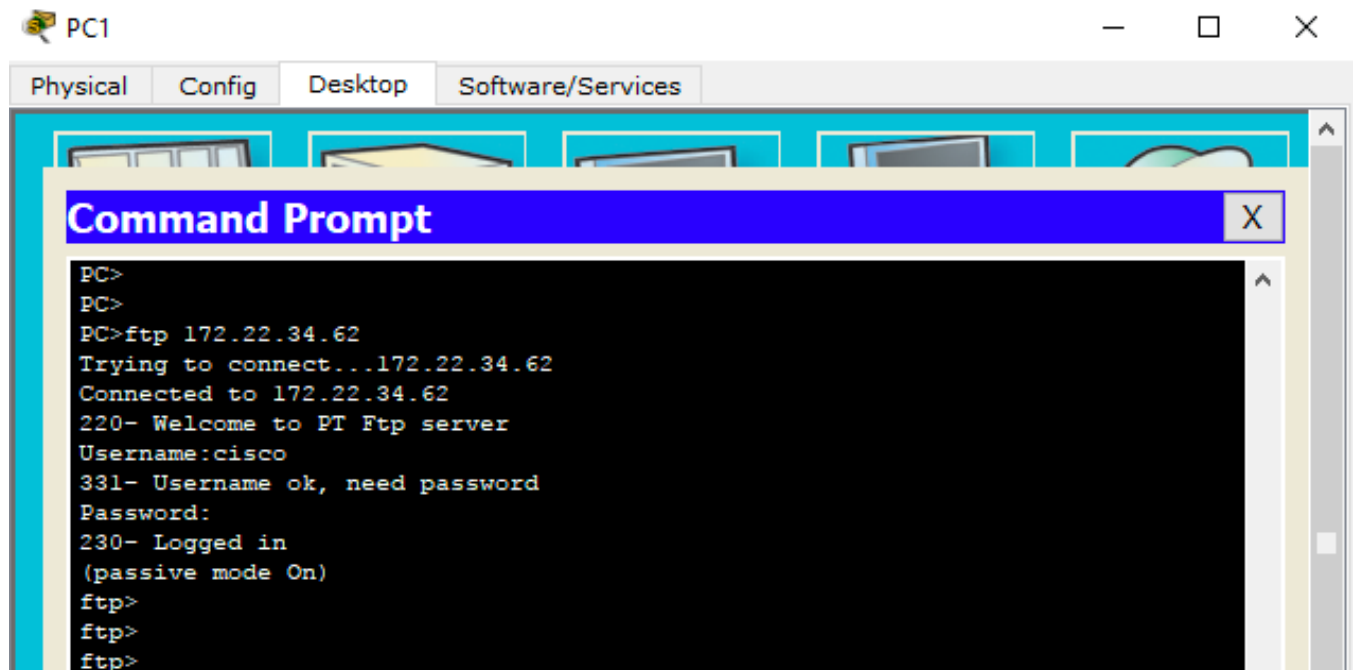 PC1
Physical Config Desktop Software/Services
Command Prompt X
PC>
PC>
PC>ftp 172.22.34.62
Trying to connect...172.22.34.62
Connected to 172.22.34.62
220- Welcome to PT Ftp server
Username:cisco
331- Username ok, need password
Password:
230- Logged in
(passive mode On)
ftp>
ftp>
ftp>